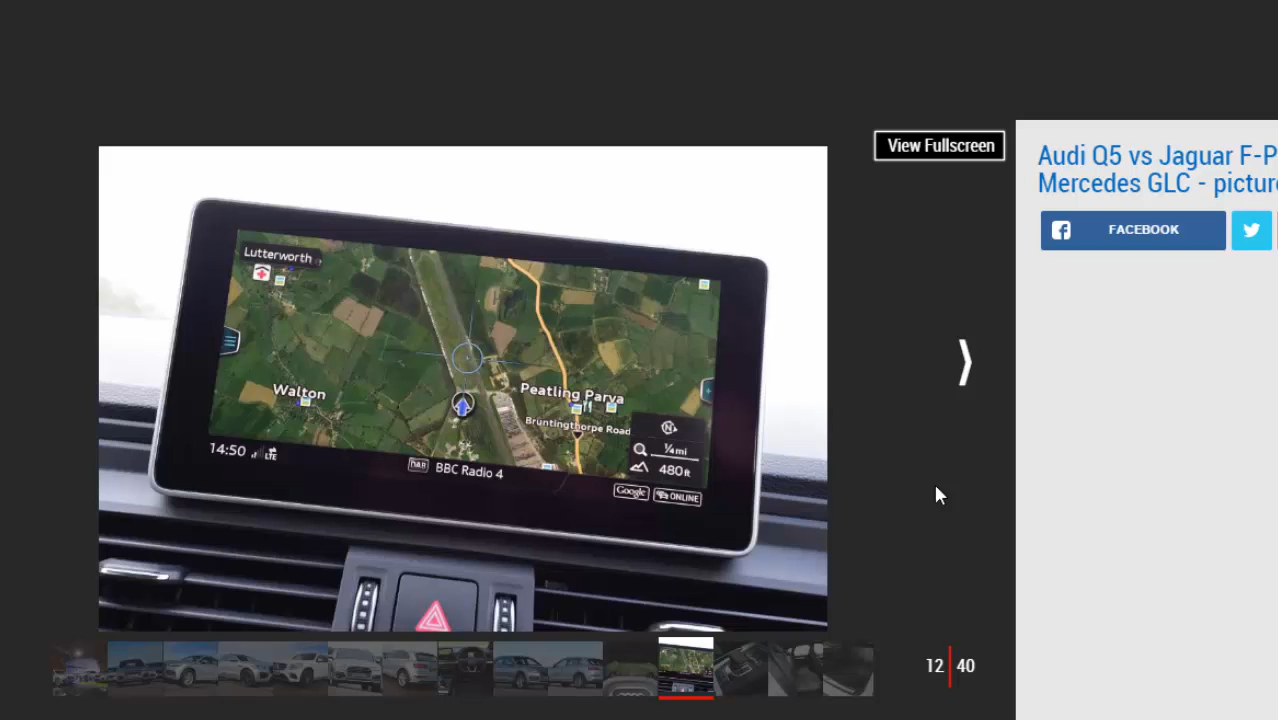 View Fullscreen
Audi Q5 vs Jaguar F-P
Mercedes GLC - pictur
FACEBOOK
Lutterworth
Walton
Peatling Parva
Bruntingthorpe Road
N
¼mi
480ft
14:50
LTE
DAB BBC Radio 4
Google ONLINE
12 40